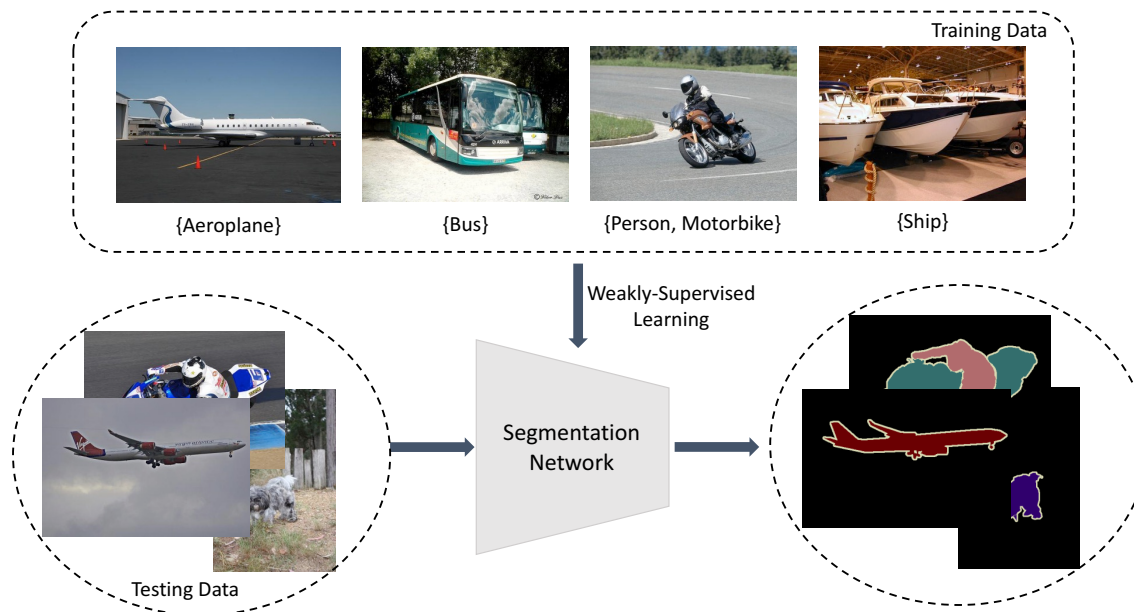 Training Data
{Aeroplane}
{Bus}
{Person, Motorbike}
{Ship}
Weakly-Supervised
Learning
Segmentation
Network
Testing Data